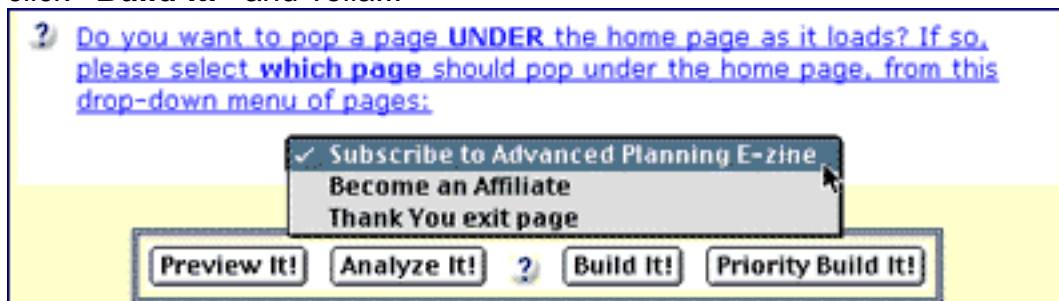 click "Build It!" and voilà...
? Do you want to pop a page UNDER the home page as it loads? If so,
please select which page should pop under the home page, from this
drop-down menu of pages:
✓ Subscribe to Advanced Planning E-zine
Become an Affiliate
Thank You exit page
Preview It! Analyze It! ? Build It! Priority Build It!